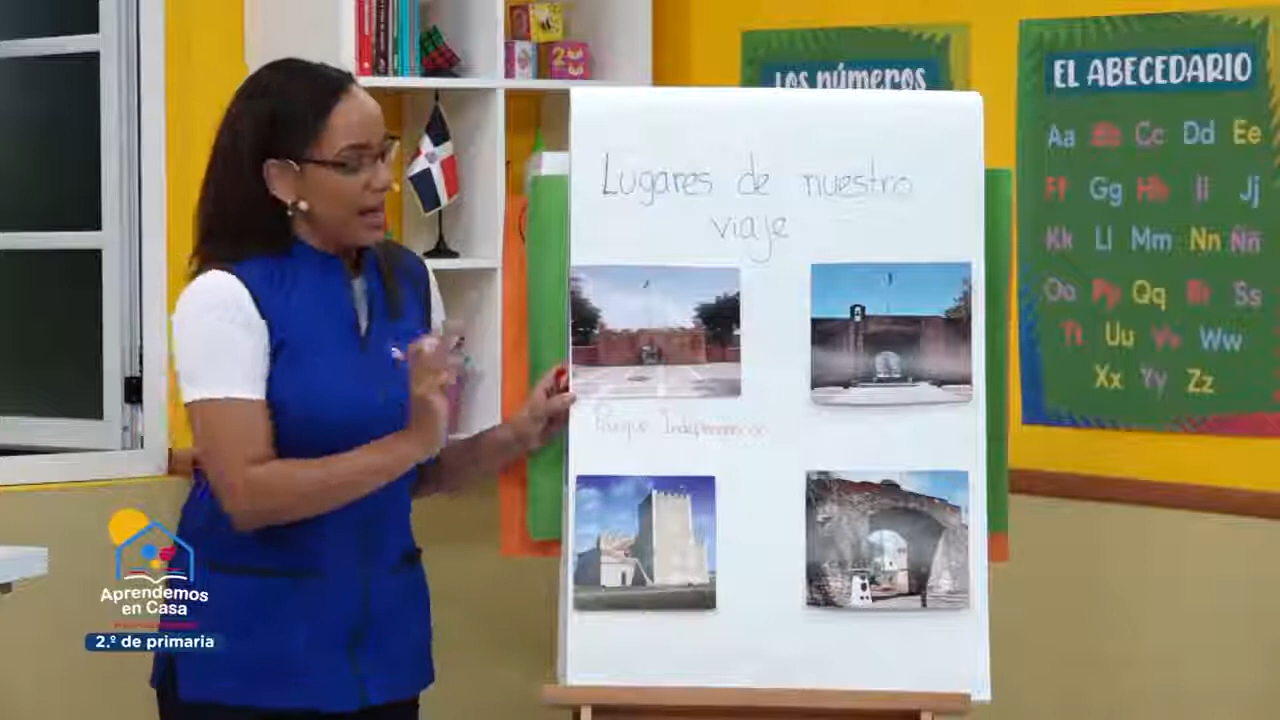 Los números
EL ABECEDARIO
Aa Bb Cc Dd Ee
Ff Gg Hh Ii Jj
Kk Ll Mm Nn Ññ
Oo Pp Qq Rr Ss
Tt Uu Vv Ww
Xx Yy Zz
Lugares de nuestro
viaje
Parque Independencia
2
Aprendemos
en Casa
2.º de primaria